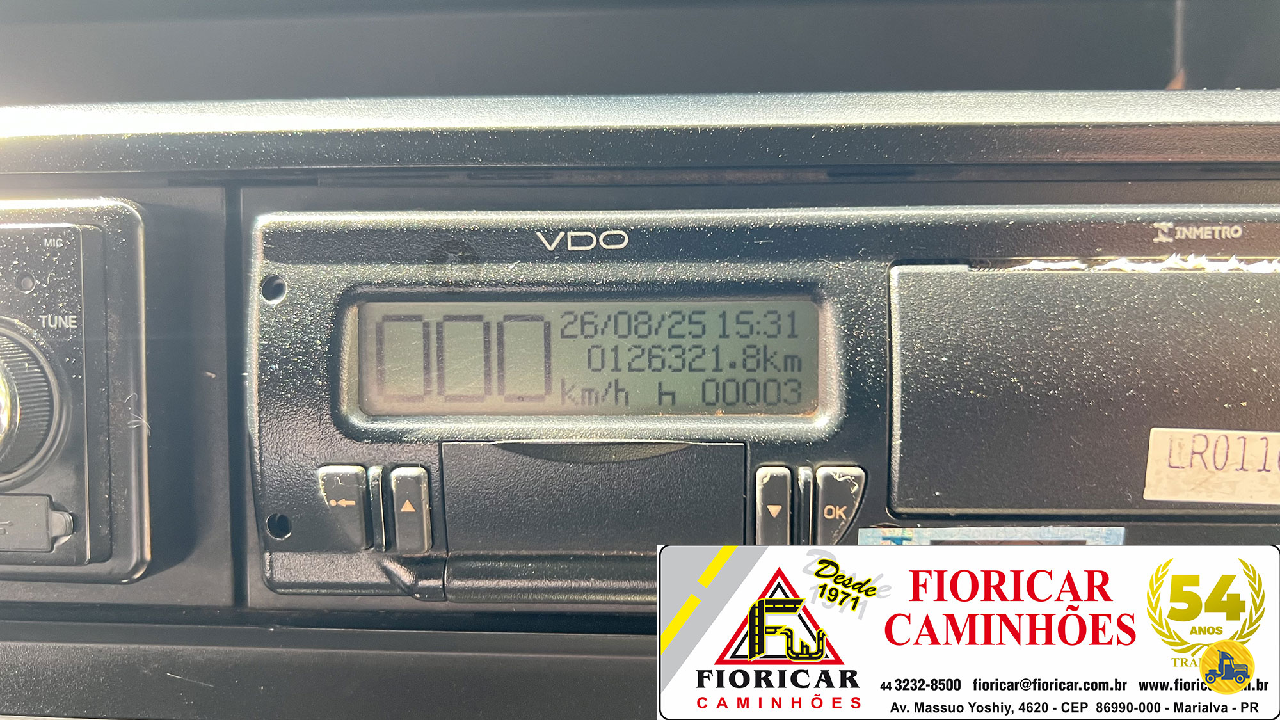 VDO
INMETRO
MIC
TUNE
000
26/08/25 15:31
0126321.8km
km/h h 00003
OK
Desde
1971
FIORICAR
CAMINHÕES
FIORICAR
CAMINHÕES
54
ANOS
44 3232-8500 fioricar@fioricar.com.br
Av. Massuo Yoshiy, 4620 - CEP 86990-000 - Marialva - PR